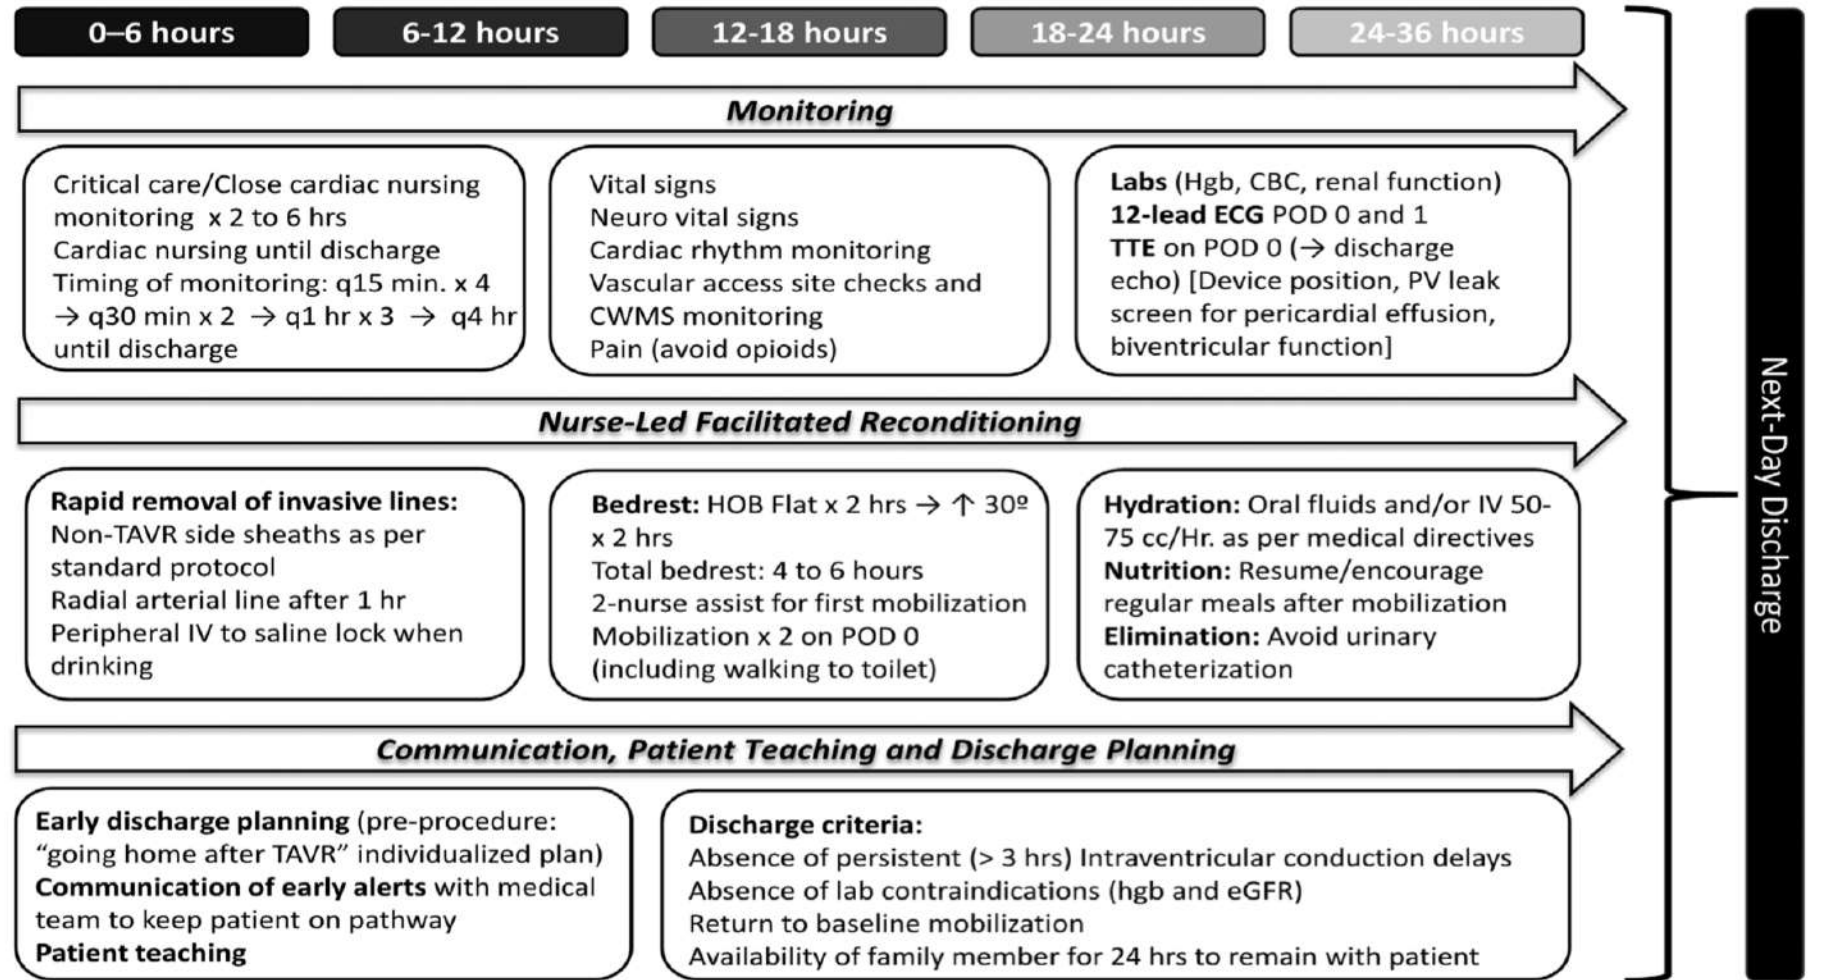 0–6 hours
6-12 hours
12-18 hours
18-24 hours
24-36 hours
Monitoring
Critical care/Close cardiac nursing
monitoring x 2 to 6 hrs
Cardiac nursing until discharge
Timing of monitoring: q15 min. x 4
→ q30 min x 2 → q1 hr x 3 → q4 hr
until discharge
Vital signs
Neuro vital signs
Cardiac rhythm monitoring
Vascular access site checks and
CWMS monitoring
Pain (avoid opioids)
Labs (Hgb, CBC, renal function)
12-lead ECG POD 0 and 1
TTE on POD 0 (→ discharge
echo) [Device position, PV leak
screen for pericardial effusion,
biventricular function]
Nurse-Led Facilitated Reconditioning
Rapid removal of invasive lines:
Non-TAVR side sheaths as per
standard protocol
Radial arterial line after 1 hr
Peripheral IV to saline lock when
drinking
Bedrest: HOB Flat x 2 hrs → ↑ 30º
x 2 hrs
Total bedrest: 4 to 6 hours
2-nurse assist for first mobilization
Mobilization x 2 on POD 0
(including walking to toilet)
Hydration: Oral fluids and/or IV 50-
75 cc/Hr. as per medical directives
Nutrition: Resume/encourage
regular meals after mobilization
Elimination: Avoid urinary
catheterization
Communication, Patient Teaching and Discharge Planning
Early discharge planning (pre-procedure:
“going home after TAVR” individualized plan)
Communication of early alerts with medical
team to keep patient on pathway
Patient teaching
Discharge criteria:
Absence of persistent (> 3 hrs) Intraventricular conduction delays
Absence of lab contraindications (hgb and eGFR)
Return to baseline mobilization
Availability of family member for 24 hrs to remain with patient
Next-Day Discharge